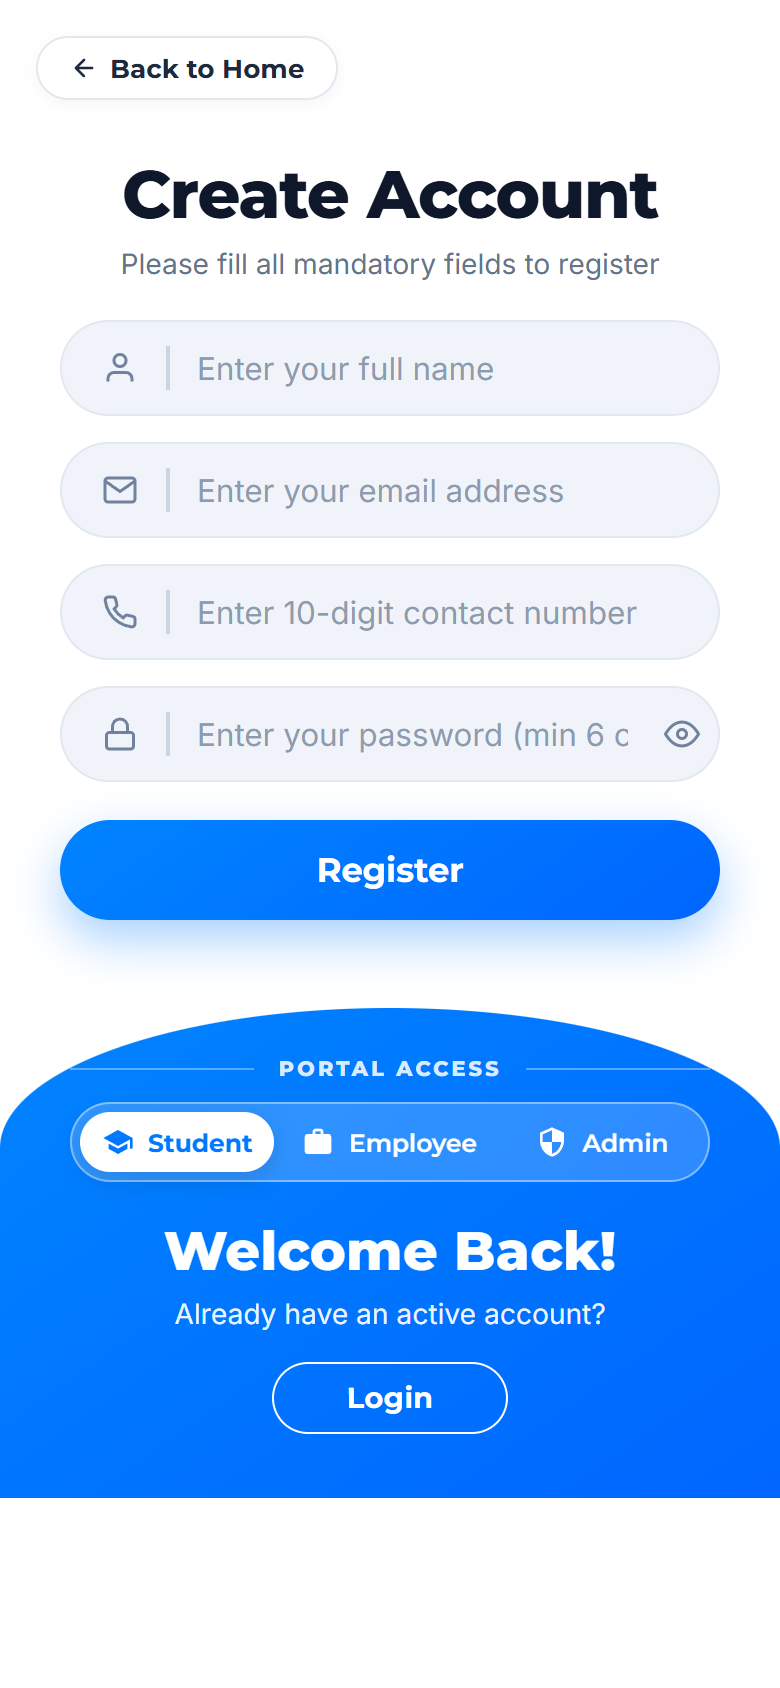 Back to Home
Create Account
Please fill all mandatory fields to register
Enter your full name
Enter your email address
Enter 10-digit contact number
Enter your password (min 6 c
Register
PORTAL ACCESS
Student Employee Admin
Welcome Back!
Already have an active account?
Login